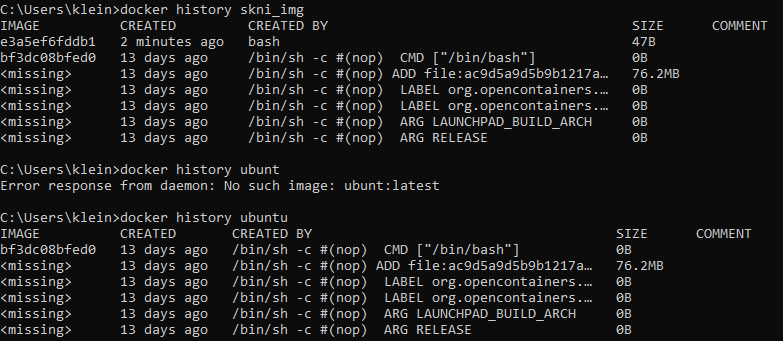 C:\Users\klein>docker history skni_img
IMAGE CREATED CREATED BY SIZE COMMENT
e3a5ef6fddb1 2 minutes ago bash 47B
bf3dc08bfed0 13 days ago /bin/sh -c #(nop) CMD ["/bin/bash"] 0B
<missing> 13 days ago /bin/sh -c #(nop) ADD file:ac9d5a9d5b9b1217a… 76.2MB
<missing> 13 days ago /bin/sh -c #(nop) LABEL org.opencontainers.… 0B
<missing> 13 days ago /bin/sh -c #(nop) LABEL org.opencontainers.… 0B
<missing> 13 days ago /bin/sh -c #(nop) ARG LAUNCHPAD_BUILD_ARCH 0B
<missing> 13 days ago /bin/sh -c #(nop) ARG RELEASE 0B
C:\Users\klein>docker history ubunt
Error response from daemon: No such image: ubunt:latest
C:\Users\klein>docker history ubuntu
IMAGE CREATED CREATED BY SIZE COMMENT
bf3dc08bfed0 13 days ago /bin/sh -c #(nop) CMD ["/bin/bash"] 0B
<missing> 13 days ago /bin/sh -c #(nop) ADD file:ac9d5a9d5b9b1217a… 76.2MB
<missing> 13 days ago /bin/sh -c #(nop) LABEL org.opencontainers.… 0B
<missing> 13 days ago /bin/sh -c #(nop) LABEL org.opencontainers.… 0B
<missing> 13 days ago /bin/sh -c #(nop) ARG LAUNCHPAD_BUILD_ARCH 0B
<missing> 13 days ago /bin/sh -c #(nop) ARG RELEASE 0B